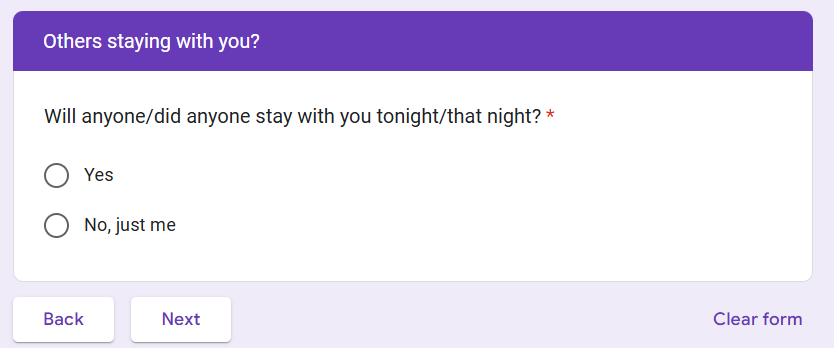 Others staying with you?
Will anyone/did anyone stay with you tonight/that night? *
Yes
No, just me
Back Next Clear form